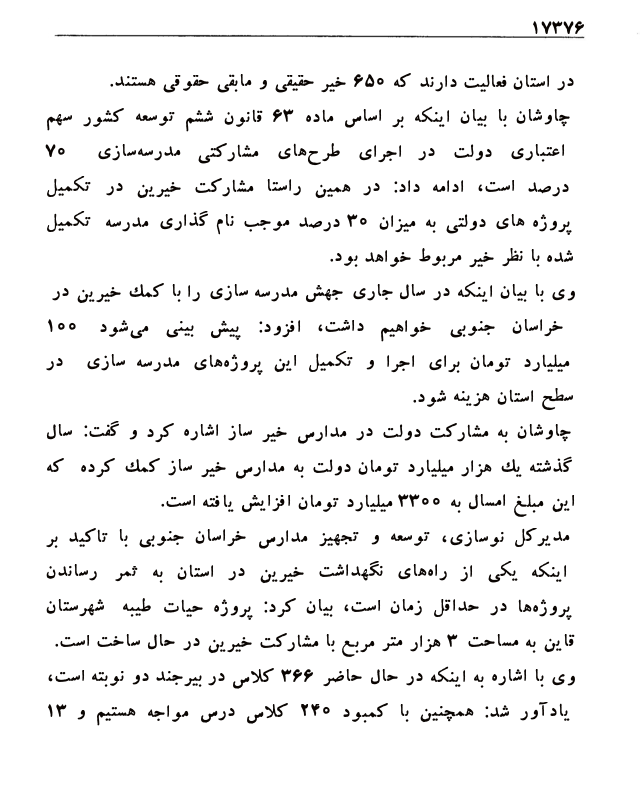 ۱۷۳۷۶
در استان فعالیت دارند که ۶۵۰ خیر حقیقی و مابقی حقوقی هستند.
چاوشان با بیان اینکه بر اساس ماده ۶۳ قانون ششم توسعه کشور سهم
اعتباری دولت در اجرای طرح‌های مشارکتی مدرسه‌سازی ۷۰
درصد است، ادامه داد: در همین راستا مشارکت خیرین در تکمیل
پروژه های دولتی به میزان ۳۰ درصد موجب نام گذاری مدرسه تکمیل
شده با نظر خیر مربوط خواهد بود.
وی با بیان اینکه در سال جاری جهش مدرسه سازی را با کمك خیرین در
خراسان جنوبی خواهیم داشت، افزود: پیش بینی می‌شود ۱۰۰
میلیارد تومان برای اجرا و تکمیل این پروژه‌های مدرسه سازی در
سطح استان هزینه شود.
چاوشان به مشارکت دولت در مدارس خیر ساز اشاره کرد و گفت: سال
گذشته یك هزار میلیارد تومان دولت به مدارس خیر ساز کمك کرده که
این مبلغ امسال به ۳۳۰۰ میلیارد تومان افزایش یافته است.
مدیرکل نوسازی، توسعه و تجهیز مدارس خراسان جنوبی با تاکید بر
اینکه یکی از راه‌های نگهداشت خیرین در استان به ثمر رساندن
پروژه‌ها در حداقل زمان است، بیان کرد: پروژه حیات طیبه شهرستان
قاین به مساحت ۳ هزار متر مربع با مشارکت خیرین در حال ساخت است.
وی با اشاره به اینکه در حال حاضر ۳۶۶ کلاس در بیرجند دو نوبته است،
یادآور شد: همچنین با کمبود ۲۴۰ کلاس درس مواجه هستیم و ۱۳